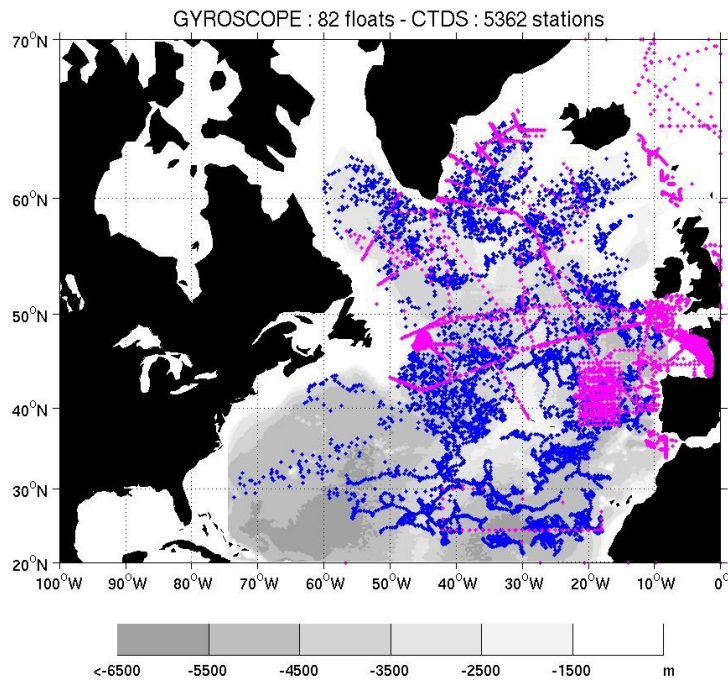 GYROSCOPE : 82 floats - CTDS : 5362 stations
70°N
60°N
50°N
40°N
30°N
20°N
100°W 90°W 80°W 70°W 60°W 50°W 40°W 30°W 20°W 10°W 0°
<-6500 -5500 -4500 -3500 -2500 -1500 m